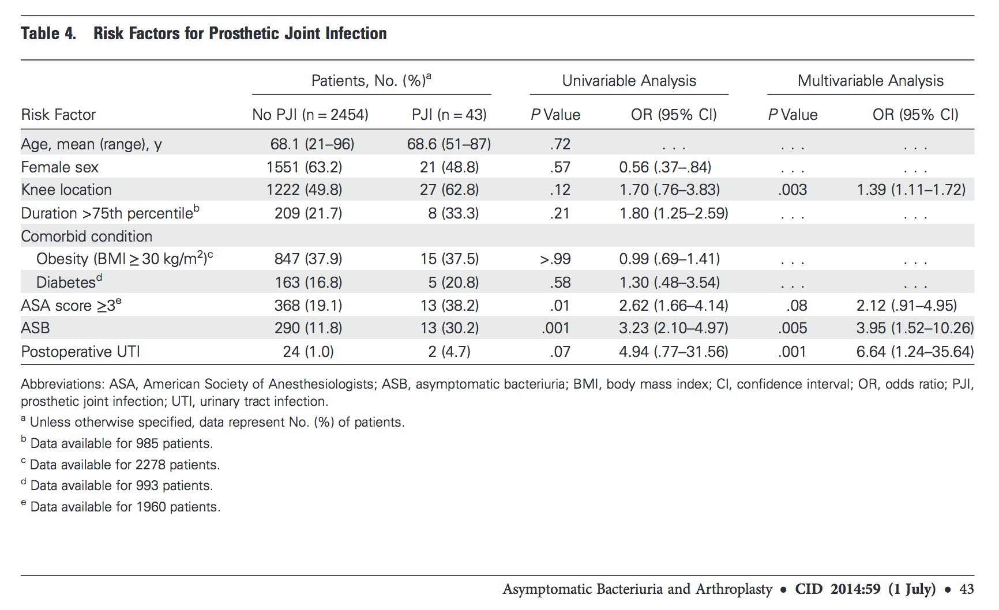 Table 4. Risk Factors for Prosthetic Joint Infection
Patients, No. (%)a Univariable Analysis Multivariable Analysis
Risk Factor No PJI (n = 2454) PJI (n = 43) P Value OR (95% CI) P Value OR (95% CI)
Age, mean (range), y 68.1 (21–96) 68.6 (51–87) .72 . . . . . . . . .
Female sex 1551 (63.2) 21 (48.8) .57 0.56 (.37–.84) . . . . . .
Knee location 1222 (49.8) 27 (62.8) .12 1.70 (.76–3.83) .003 1.39 (1.11–1.72)
Duration >75th percentileb 209 (21.7) 8 (33.3) .21 1.80 (1.25–2.59) . . . . . .
Comorbid condition
Obesity (BMI ≥ 30 kg/m2)c 847 (37.9) 15 (37.5) >.99 0.99 (.69–1.41) . . . . . .
Diabetesd 163 (16.8) 5 (20.8) .58 1.30 (.48–3.54) . . . . . .
ASA score ≥3e 368 (19.1) 13 (38.2) .01 2.62 (1.66–4.14) .08 2.12 (.91–4.95)
ASB 290 (11.8) 13 (30.2) .001 3.23 (2.10–4.97) .005 3.95 (1.52–10.26)
Postoperative UTI 24 (1.0) 2 (4.7) .07 4.94 (.77–31.56) .001 6.64 (1.24–35.64)
Abbreviations: ASA, American Society of Anesthesiologists; ASB, asymptomatic bacteriuria; BMI, body mass index; CI, confidence interval; OR, odds ratio; PJI,
prosthetic joint infection; UTI, urinary tract infection.
a Unless otherwise specified, data represent No. (%) of patients.
b Data available for 985 patients.
c Data available for 2278 patients.
d Data available for 993 patients.
e Data available for 1960 patients.
Asymptomatic Bacteriuria and Arthroplasty • CID 2014:59 (1 July) • 43